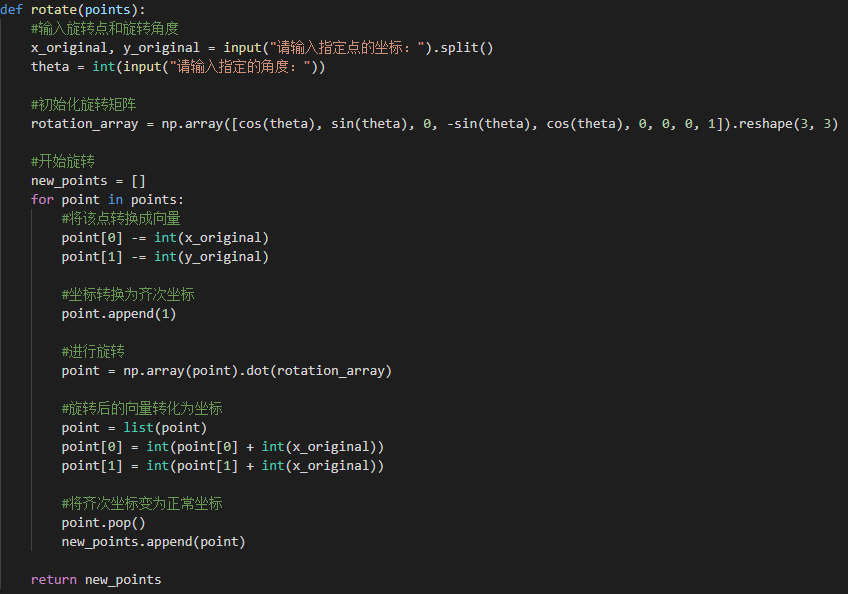 def rotate(points):
    #输入旋转点和旋转角度
    x_original, y_original = input("请输入指定点的坐标：").split()
    theta = int(input("请输入指定的角度："))
    #初始化旋转矩阵
    rotation_array = np.array([cos(theta), sin(theta), 0, -sin(theta), cos(theta), 0, 0, 0, 1]).reshape(3, 3)
    #开始旋转
    new_points = []
    for point in points:
        #将该点转换成向量
        point[0] -= int(x_original)
        point[1] -= int(y_original)
        #坐标转换为齐次坐标
        point.append(1)
        #进行旋转
        point = np.array(point).dot(rotation_array)
        #旋转后的向量转化为坐标
        point = list(point)
        point[0] = int(point[0] + int(x_original))
        point[1] = int(point[1] + int(x_original))
        #将齐次坐标变为正常坐标
        point.pop()
        new_points.append(point)
    return new_points